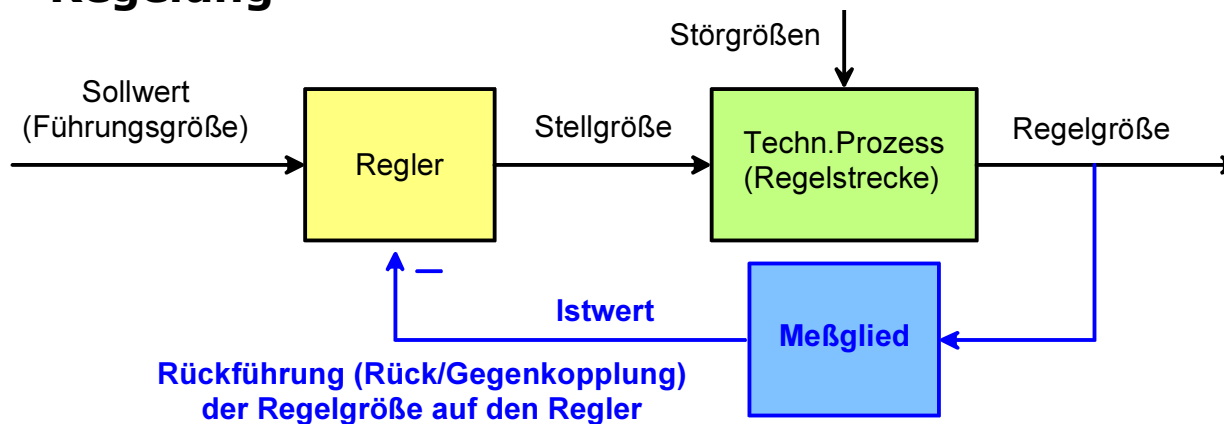 Regelung
Störgrößen
Sollwert
(Führungsgröße)
Regler
Stellgröße
Techn.Prozess
(Regelstrecke)
Regelgröße
–
Istwert
Meßglied
Rückführung (Rück/Gegenkopplung)
der Regelgröße auf den Regler